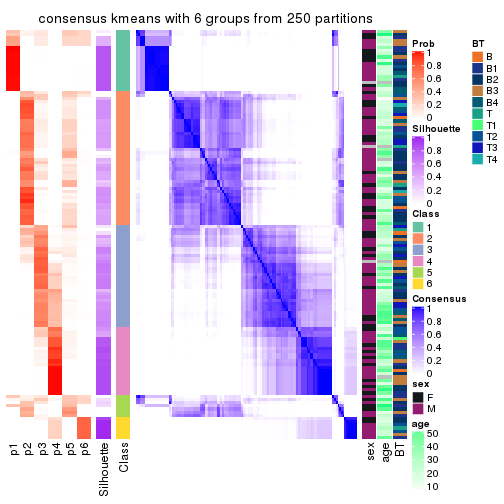 consensus kmeans with 6 groups from 250 partitions
p1
p2
p3
p4
p5
p6
Silhouette
Class
sex
age
BT
Prob
1
0.8
0.6
0.4
0.2
0
Silhouette
1
0.8
0.6
0.4
0.2
0
Class
1
2
3
4
5
6
Consensus
1
0.8
0.6
0.4
0.2
0
sex
F
M
age
50
40
30
20
10
BT
B
B1
B2
B3
B4
T
T1
T2
T3
T4